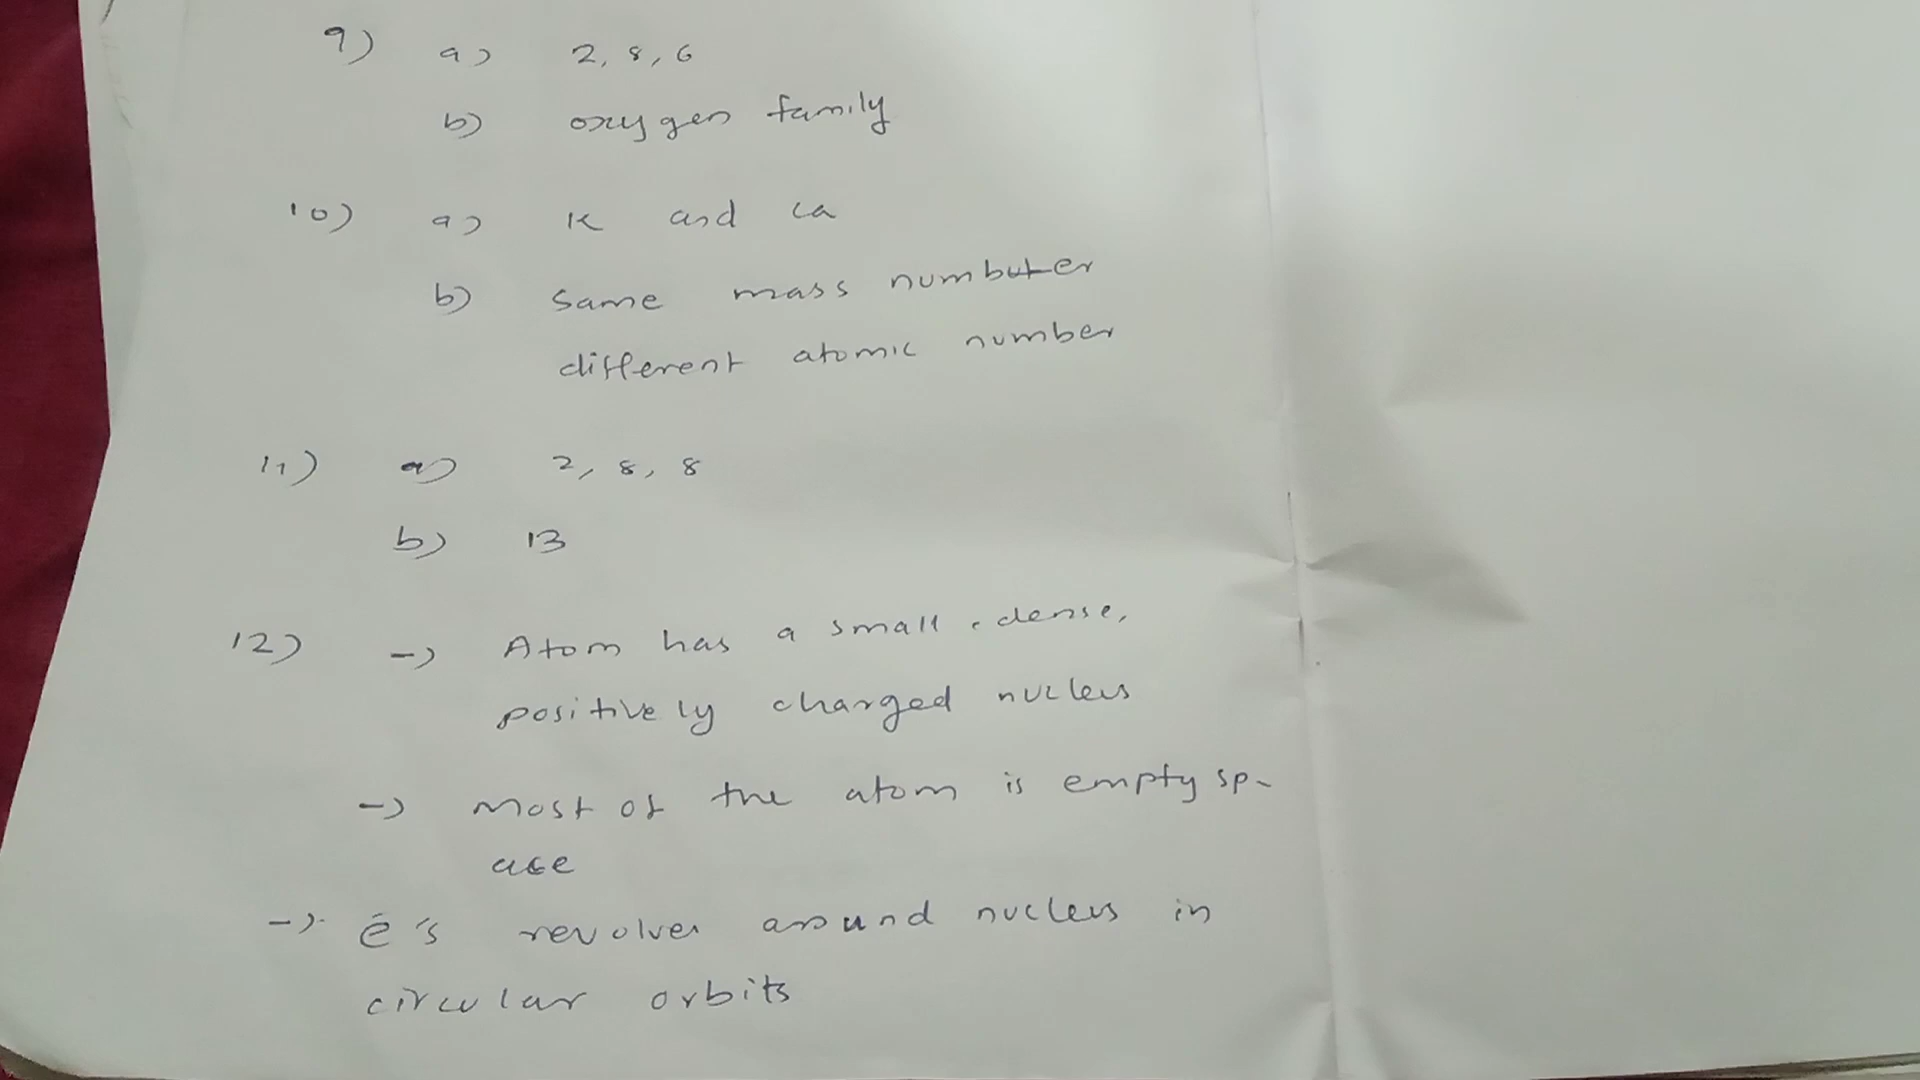 9) a) 2, 8, 6
b) oxygen family
10) a) K and Ca
b) Same mass number
different atomic number
11) a) 2, 8, 8
b) 13
12) -> Atom has a small, dense,
positively charged nucleus
-> Most of the atom is empty sp-
ace
-> e̅'s revolves around nucleus in
circular orbits